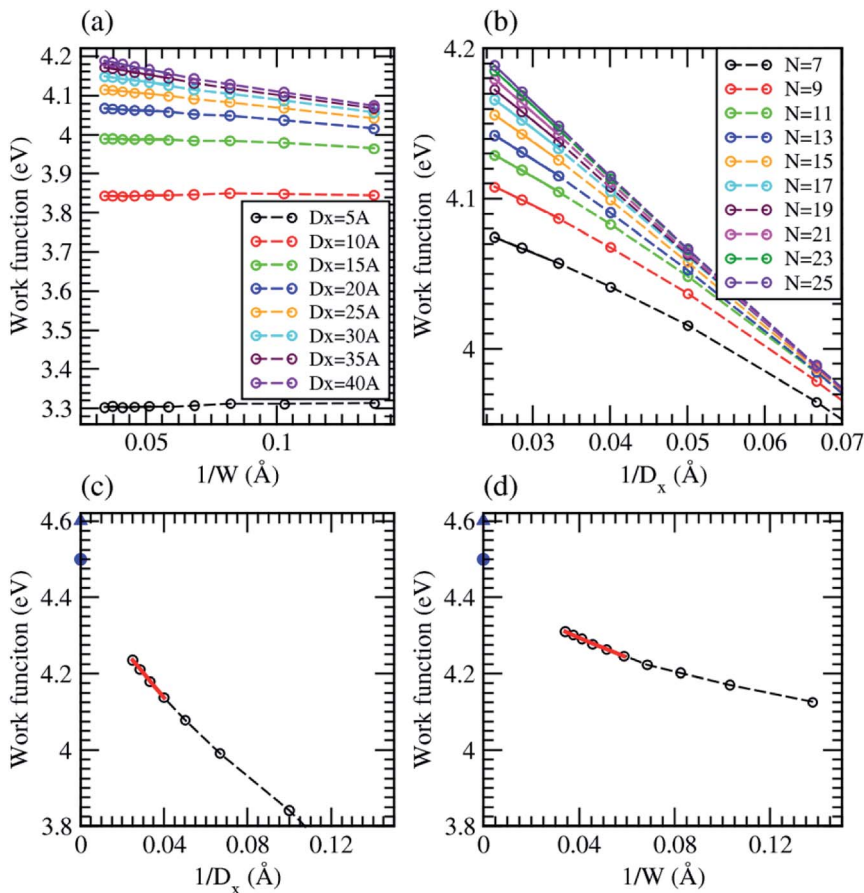 (a)
4.2
4.1
4
3.9
3.8
3.7
3.6
3.5
3.4
3.3
Work function (eV)
Dx=5A
Dx=10A
Dx=15A
Dx=20A
Dx=25A
Dx=30A
Dx=35A
Dx=40A
0.05 0.1
1/W (Å)
(b)
4.2
4.1
4
Work function (eV)
N=7
N=9
N=11
N=13
N=15
N=17
N=19
N=21
N=23
N=25
0.03 0.04 0.05 0.06 0.07
1/Dx (Å)
(c)
4.6
4.4
4.2
4
3.8
Work funciton (eV)
0 0.04 0.08 0.12
1/Dx (Å)
(d)
4.6
4.4
4.2
4
3.8
Work function (eV)
0 0.04 0.08 0.12
1/W (Å)